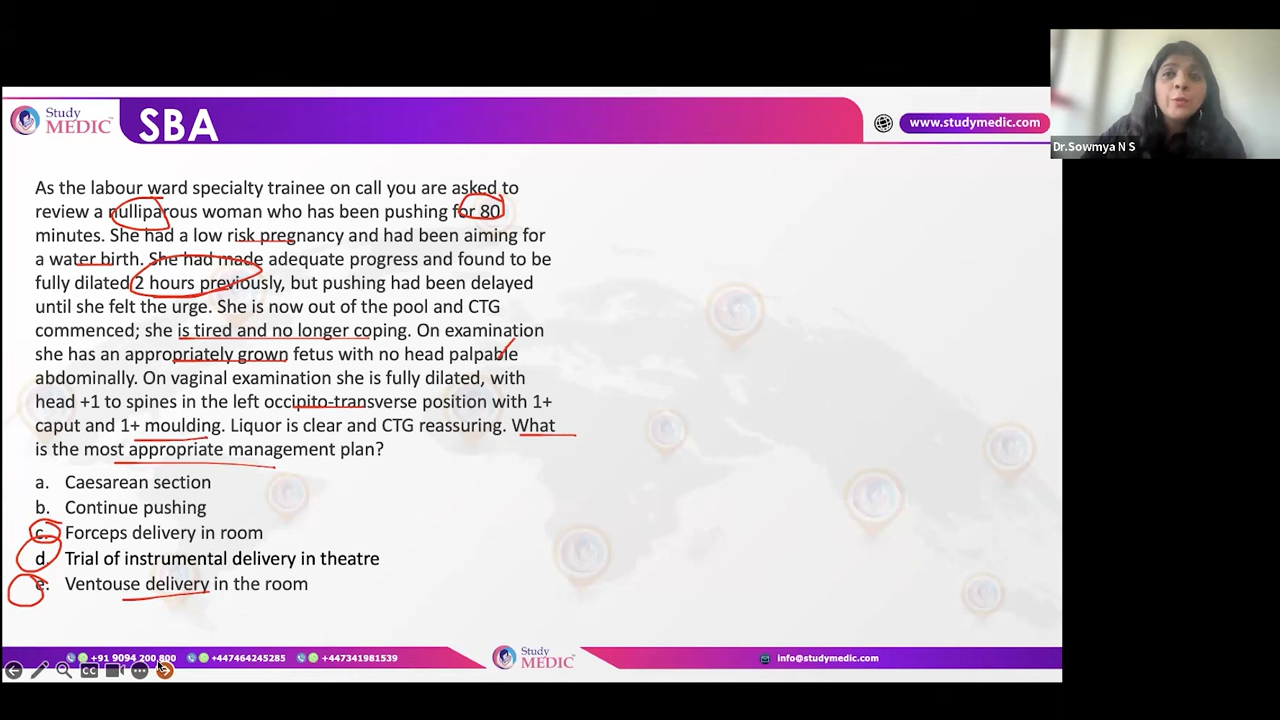 Study
MEDIC
SBA
www.studymedic.com
Dr.Sowmya N S
As the labour ward specialty trainee on call you are asked to
review a nulliparous woman who has been pushing for 80
minutes. She had a low risk pregnancy and had been aiming for
a water birth. She had made adequate progress and found to be
fully dilated 2 hours previously, but pushing had been delayed
until she felt the urge. She is now out of the pool and CTG
commenced; she is tired and no longer coping. On examination
she has an appropriately grown fetus with no head palpable
abdominally. On vaginal examination she is fully dilated, with
head +1 to spines in the left occipito-transverse position with 1+
caput and 1+ moulding. Liquor is clear and CTG reassuring. What
is the most appropriate management plan?
a. Caesarean section
b. Continue pushing
c. Forceps delivery in room
d. Trial of instrumental delivery in theatre
e. Ventouse delivery in the room
+91 9094 200 800 +447464245285 +447341981539 Study MEDIC info@studymedic.com
CC